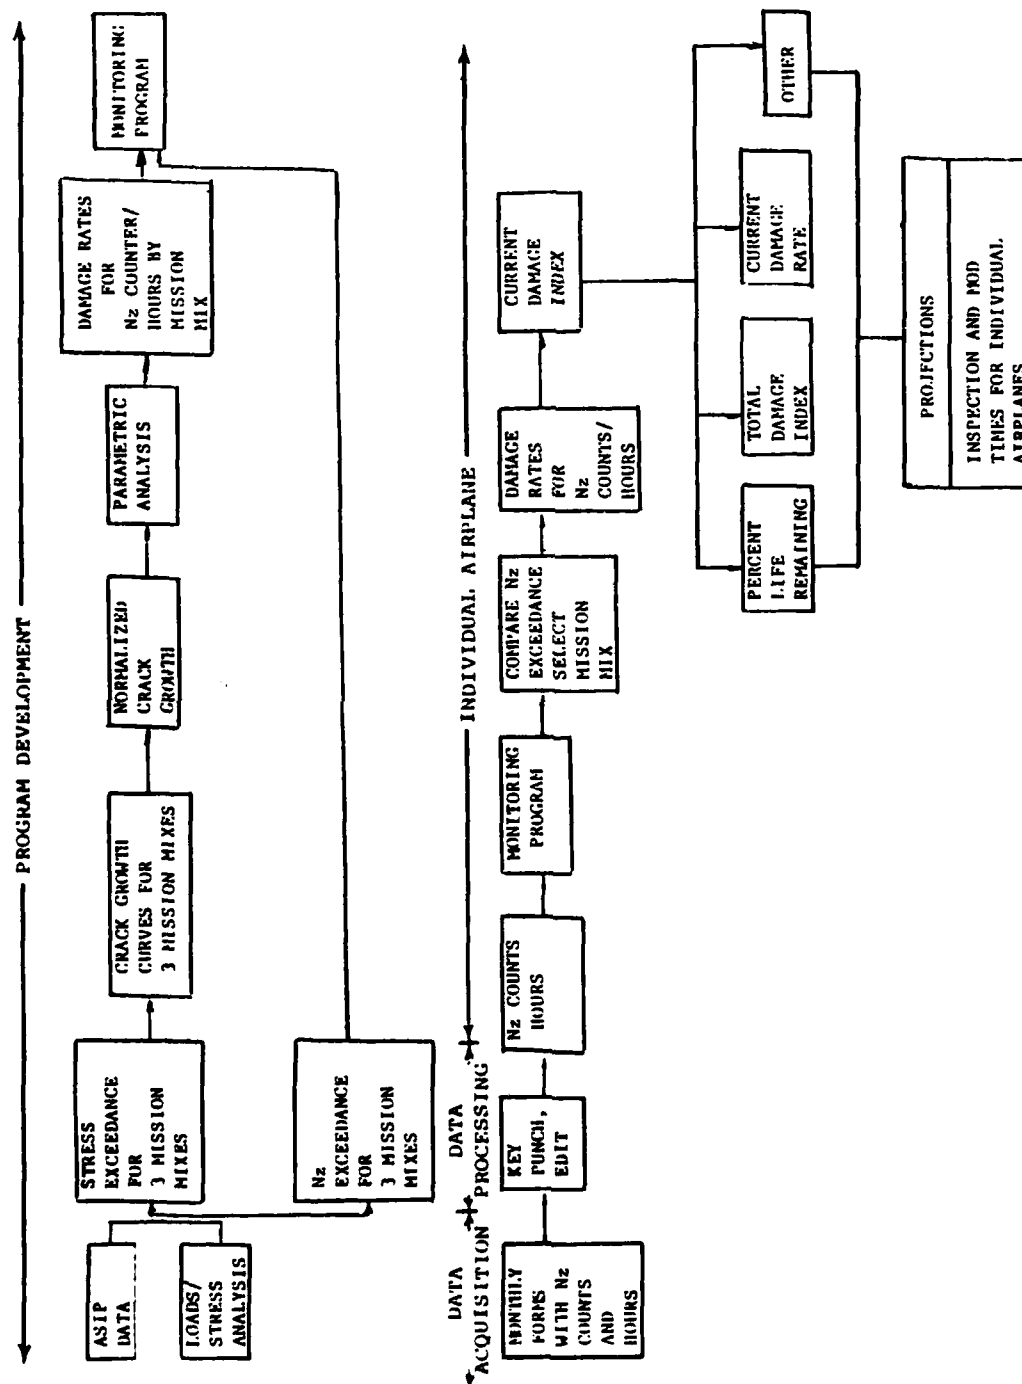 PROGRAM DEVELOPMENT
ASIP
DATA
LOADS/
STRESS
ANALYSIS
STRESS
EXCEEDANCE
FOR
3 MISSION
MIXES
Nz
EXCEEDANCE
FOR
3 MISSION
MIXES
CRACK GROWTH
CURVES FOR
3 MISSION MIXES
NORMALIZED
CRACK
GROWTH
PARAMETRIC
ANALYSIS
DAMAGE RATES
FOR
Nz COUNTER/
HOURS BY
MISSION
MIX
MONITORING
PROGRAM
DATA
ACQUISITION
DATA
PROCESSING
INDIVIDUAL AIRPLANE
MONTHLY
FORMS
WITH Nz
COUNTS
AND
HOURS
KEY
PUNCH,
EDIT
Nz COUNTS
HOURS
MONITORING
PROGRAM
COMPARE Nz
EXCEEDANCE
SELECT
MISSION
MIX
DAMAGE
RATES
FOR
Nz
COUNTS/
HOURS
CURRENT
DAMAGE
INDEX
PERCENT
LIFE
REMAINING
TOTAL
DAMAGE
INDEX
CURRENT
DAMAGE
RATE
OTHER
PROJECTIONS
INSPECTION AND MOD
TIMES FOR INDIVIDUAL
AIRPLANES